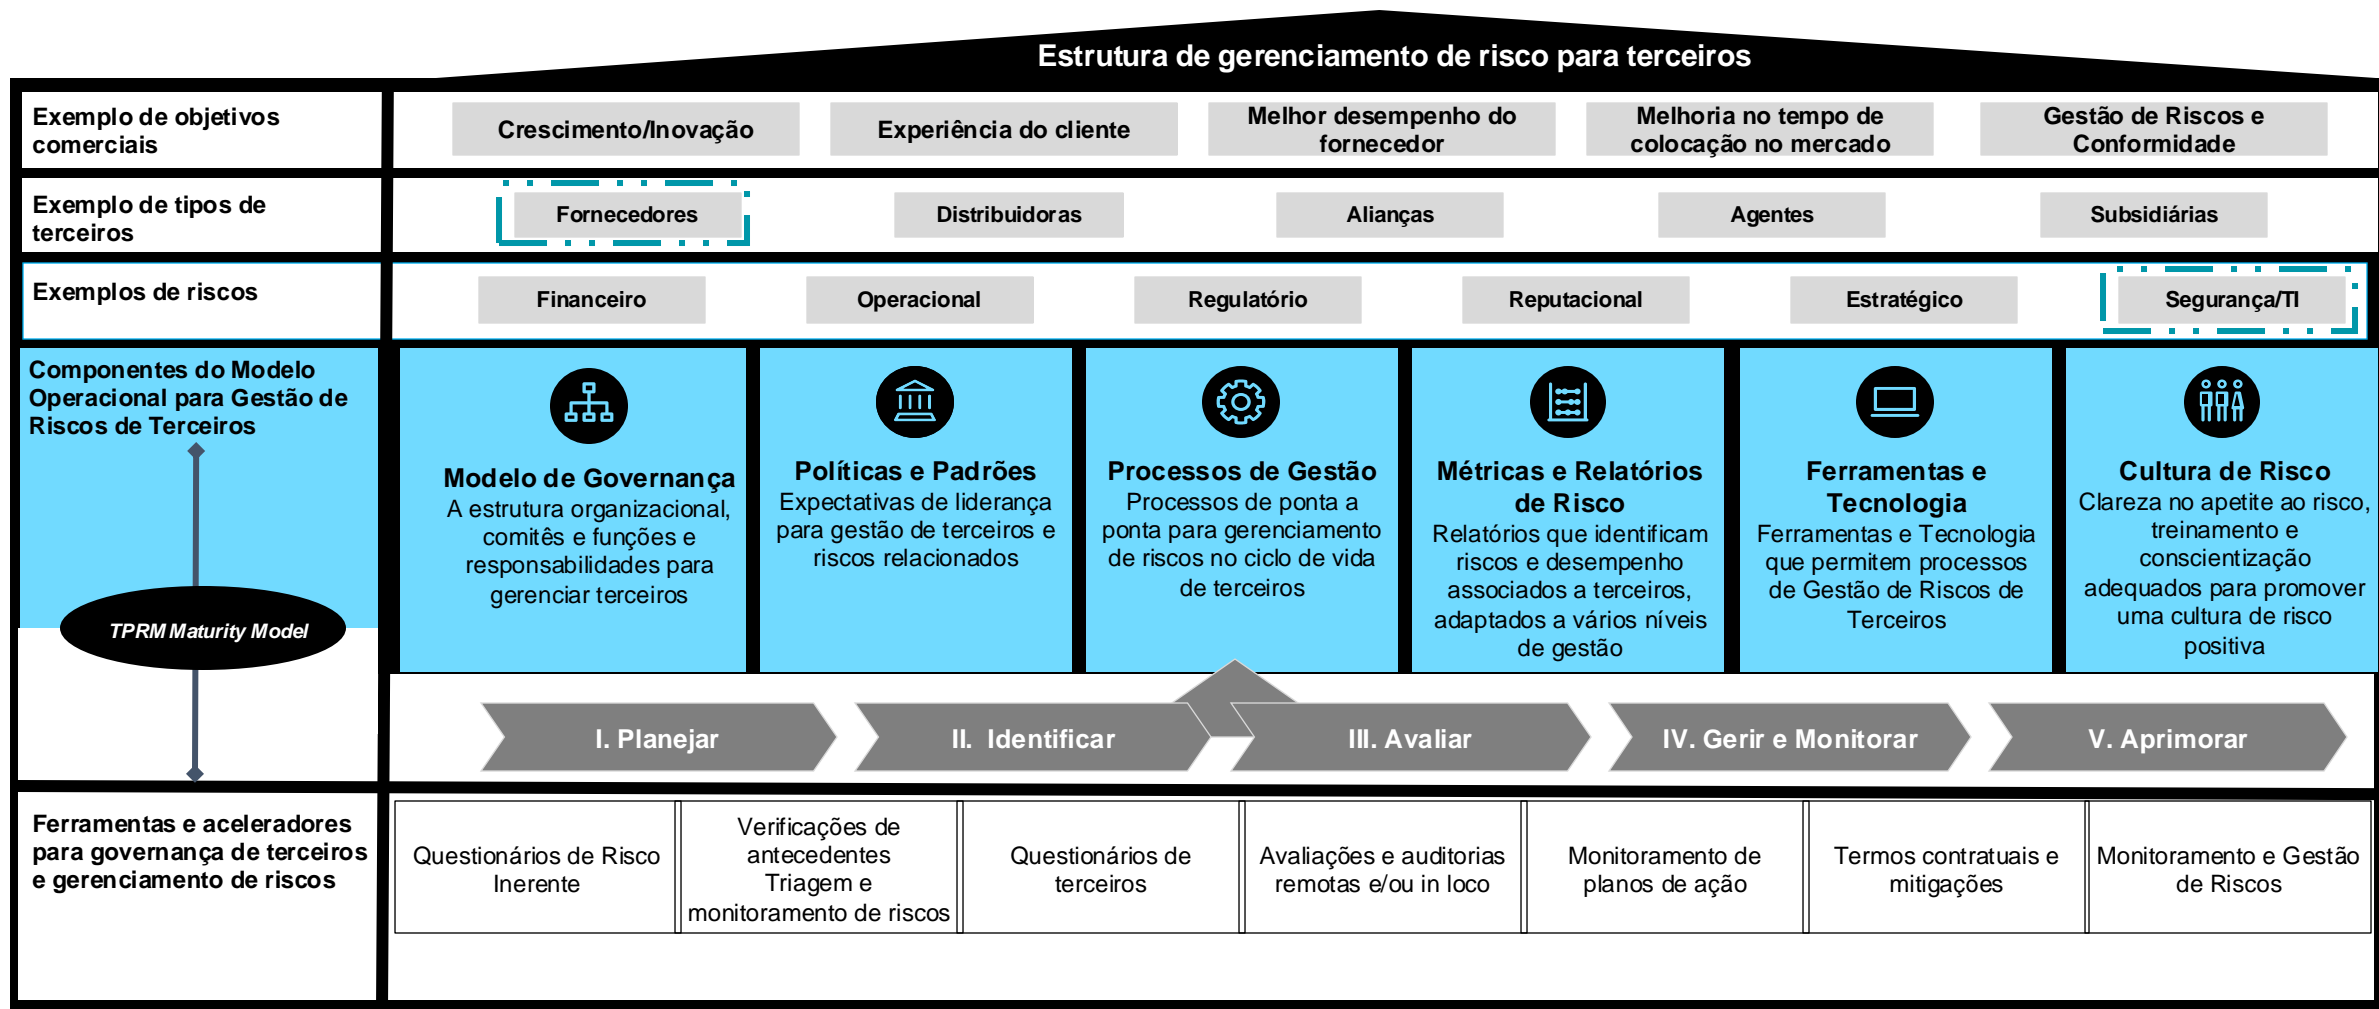 Estrutura de gerenciamento de risco para terceiros
Exemplo de objetivos
comerciais
Crescimento/Inovação
Experiência do cliente
Melhor desempenho do
fornecedor
Melhoria no tempo de
colocação no mercado
Gestão de Riscos e
Conformidade
Exemplo de tipos de
terceiros
Fornecedores
Distribuidoras
Alianças
Agentes
Subsidiárias
Exemplos de riscos
Financeiro
Operacional
Regulatório
Reputacional
Estratégico
Segurança/TI
Componentes do Modelo
Operacional para Gestão de
Riscos de Terceiros
TPRM Maturity Model
Modelo de Governança
A estrutura organizacional,
comitês e funções e
responsabilidades para
gerenciar terceiros
Políticas e Padrões
Expectativas de liderança
para gestão de terceiros e
riscos relacionados
Processos de Gestão
Processos de ponta a
ponta para gerenciamento
de riscos no ciclo de vida
de terceiros
Métricas e Relatórios
de Risco
Relatórios que identificam
riscos e desempenho
associados a terceiros,
adaptados a vários níveis
de gestão
Ferramentas e
Tecnologia
Ferramentas e Tecnologia
que permitem processos
de Gestão de Riscos de
Terceiros
Cultura de Risco
Clareza no apetite ao risco,
treinamento e
conscientização
adequados para promover
uma cultura de risco
positiva
I. Planejar
II. Identificar
III. Avaliar
IV. Gerir e Monitorar
V. Aprimorar
Ferramentas e aceleradores
para governança de terceiros
e gerenciamento de riscos
Questionários de Risco
Inerente
Verificações de
antecedentes
Triagem e
monitoramento de riscos
Questionários de
terceiros
Avaliações e auditorias
remotas e/ou in loco
Monitoramento de
planos de ação
Termos contratuais e
mitigações
Monitoramento e Gestão
de Riscos